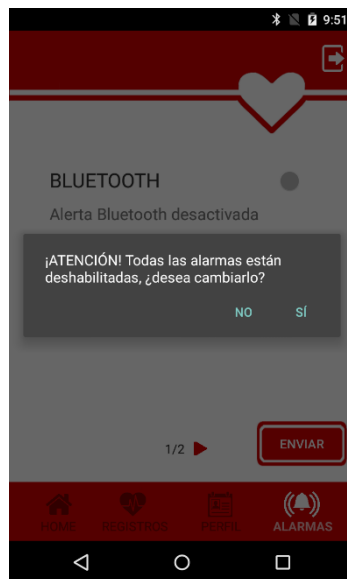 9:51
BLUETOOTH
Alerta Bluetooth desactivada
¡ATENCIÓN! Todas las alarmas están
deshabilitadas, ¿desea cambiarlo?
NO SÍ
1/2 ENVIAR
HOME REGISTROS PERFIL ALARMAS